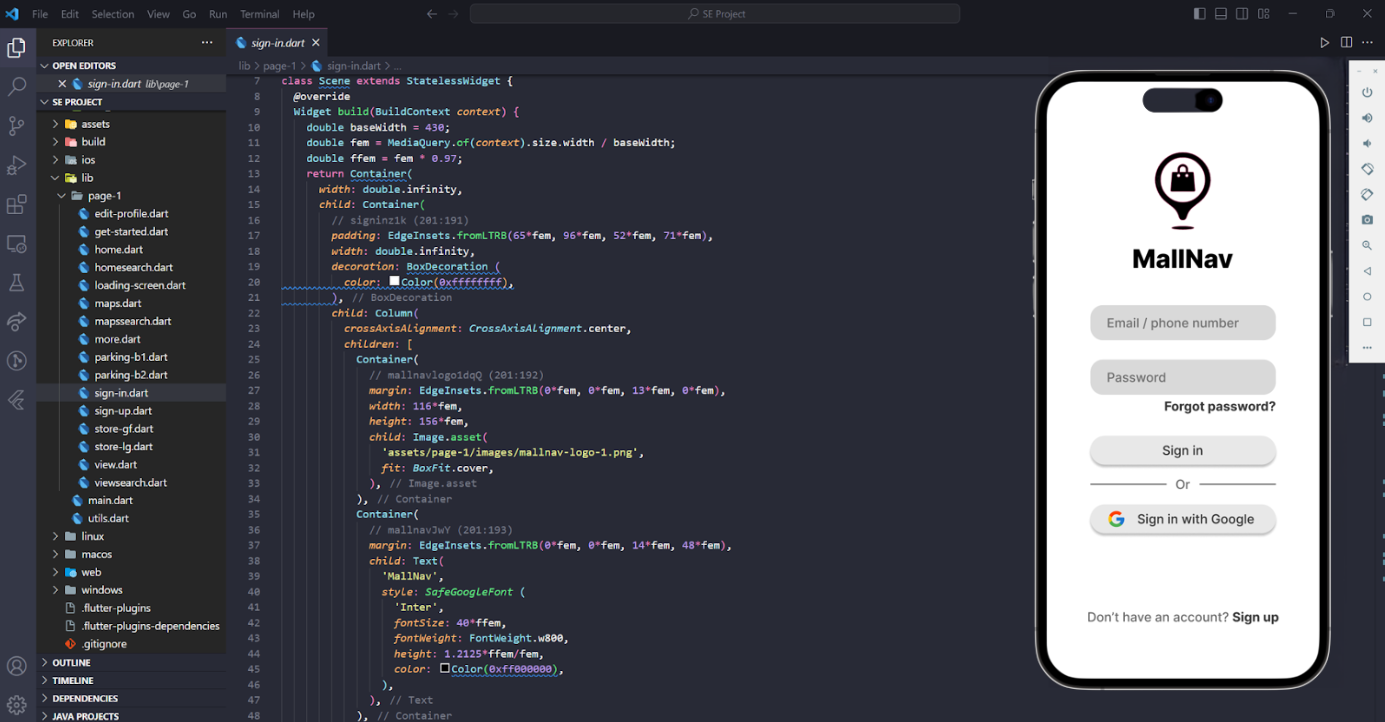 File Edit Selection View Go Run Terminal Help
SE Project
EXPLORER
OPEN EDITORS
sign-in.dart lib\page-1
SE PROJECT
assets
build
ios
lib
page-1
edit-profile.dart
get-started.dart
home.dart
homesearch.dart
loading-screen.dart
maps.dart
mapssearch.dart
more.dart
parking-b1.dart
parking-b2.dart
sign-in.dart
sign-up.dart
store-gf.dart
store-lg.dart
view.dart
viewsearch.dart
main.dart
utils.dart
linux
macos
web
windows
.flutter-plugins
.flutter-plugins-dependencies
.gitignore
OUTLINE
TIMELINE
DEPENDENCIES
JAVA PROJECTS
sign-in.dart
lib > page-1 > sign-in.dart > ...
7 class Scene extends StatelessWidget {
8 @override
9 Widget build(BuildContext context) {
10 double baseWidth = 430;
11 double fem = MediaQuery.of(context).size.width / baseWidth;
12 double ffem = fem * 0.97;
13 return Container(
14 width: double.infinity,
15 child: Container(
16 // signinz1k (201:191)
17 padding: EdgeInsets.fromLTRB(65*fem, 96*fem, 52*fem, 71*fem),
18 width: double.infinity,
19 decoration: BoxDecoration (
20 color: Color(0xffffffff),
21 ), // BoxDecoration
22 child: Column(
23 crossAxisAlignment: CrossAxisAlignment.center,
24 children: [
25 Container(
26 // mallnavlogo1dqQ (201:192)
27 margin: EdgeInsets.fromLTRB(0*fem, 0*fem, 13*fem, 0*fem),
28 width: 116*fem,
29 height: 156*fem,
30 child: Image.asset(
31 'assets/page-1/images/mallnav-logo-1.png',
32 fit: BoxFit.cover,
33 ), // Image.asset
34 ), // Container
35 Container(
36 // mallnavJwY (201:193)
37 margin: EdgeInsets.fromLTRB(0*fem, 0*fem, 14*fem, 48*fem),
38 child: Text(
39 'MallNav',
40 style: SafeGoogleFont (
41 'Inter',
42 fontSize: 40*ffem,
43 fontWeight: FontWeight.w800,
44 height: 1.2125*ffem/fem,
45 color: Color(0xff000000),
46 ),
47 ), // Text
48 ), // Container
MallNav
Email / phone number
Password
Forgot password?
Sign in
Or
Sign in with Google
Don't have an account? Sign up